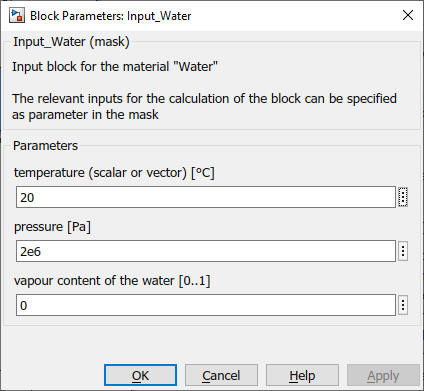 Block Parameters: Input_Water
Input_Water (mask)
Input block for the material "Water"
The relevant inputs for the calculation of the block can be specified
as parameter in the mask
Parameters
temperature (scalar or vector) [°C]
20
pressure [Pa]
2e6
vapour content of the water [0..1]
0
OK Cancel Help Apply